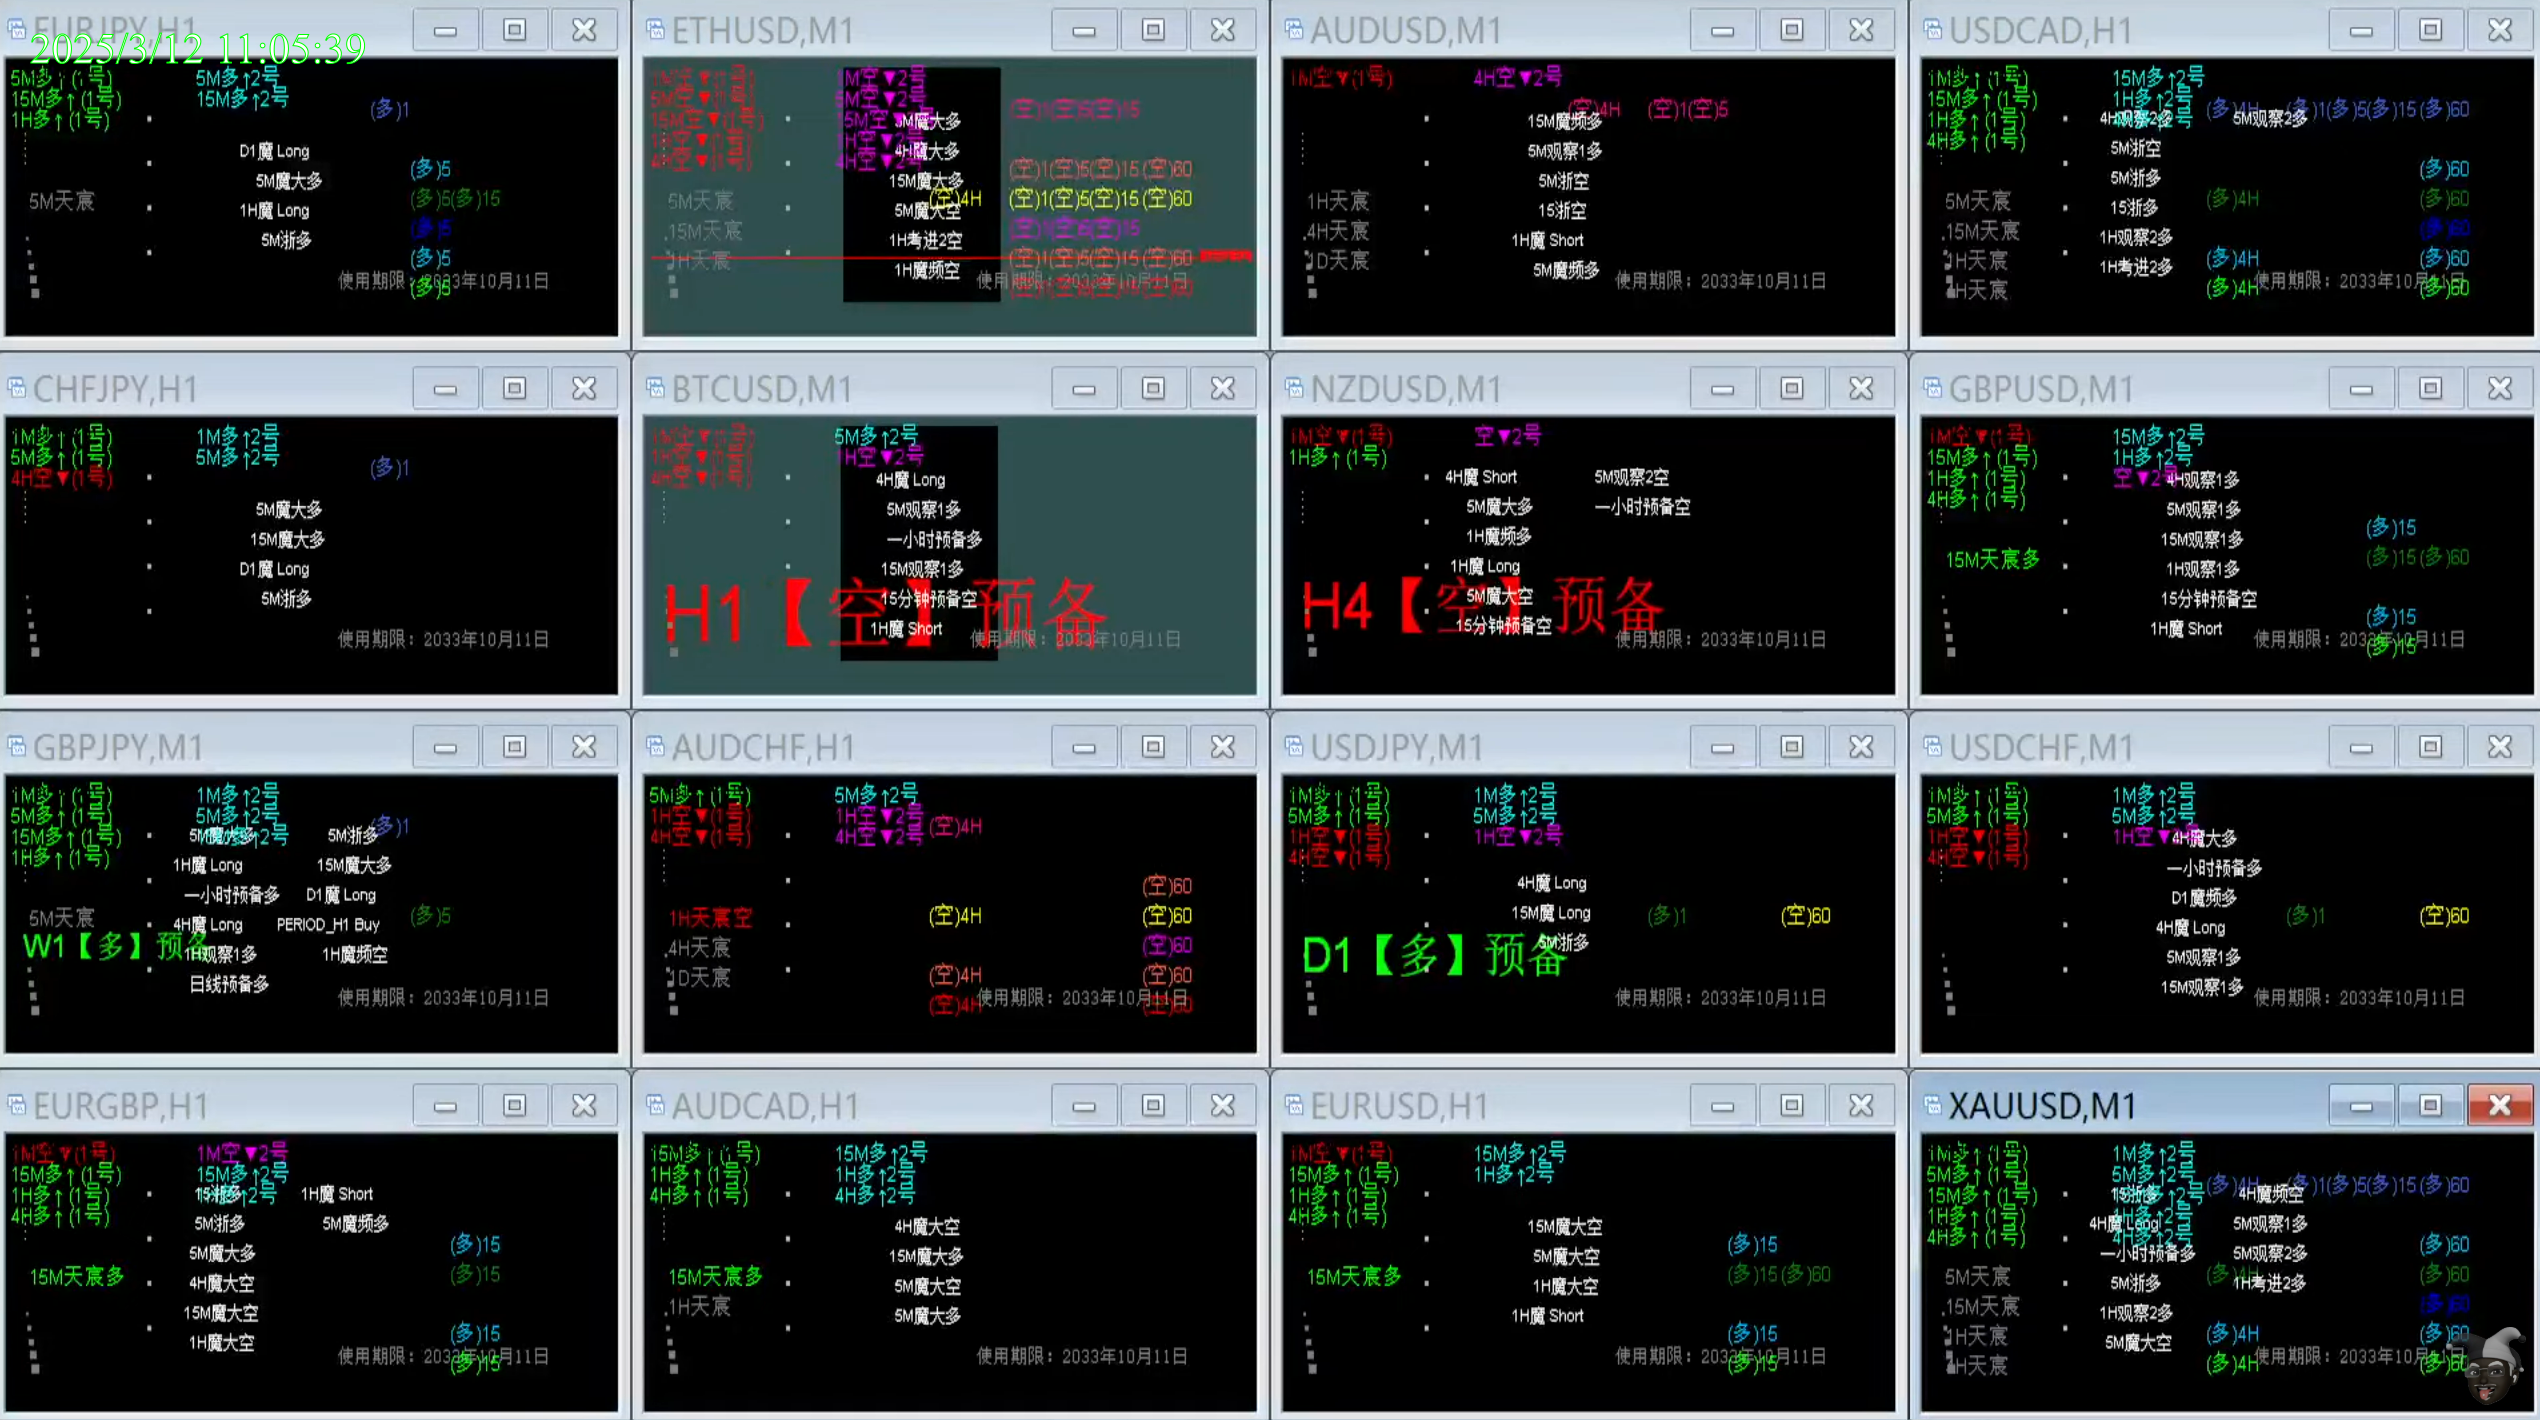 EURJPY,H1
2025/3/12 11:05:39
5M多↑(1号) 5M多↑2号
15M多↑(1号) 15M多↑2号
1H多↑(1号) (多)1
D1魔 Long
5M魔大多 (多)5
5M天宸 1H魔 Long (多)5(多)15
5M浙多 (多)5
(多)5
使用期限：2033年10月11日
(多)5
ETHUSD,M1
1M空▼(1号) 1M空▼2号
5M空▼(1号) 5M空▼2号
15M空▼(1号) 15M空▼2号 (空)1(空)5(空)15
1H空▼(1号) 1H空▼2号 5M魔大多
4H空▼(1号) 4H空▼2号 4H魔大多
15M魔大多 (空)1(空)5(空)15(空)60
5M天宸 5M魔大空 (空)4H (空)1(空)5(空)15(空)60
15M天宸 1H考进2空 (空)1(空)5(空)15
1H天宸 1H魔频空 (空)1(空)5(空)15(空)60
使用期限：2033年10月11日
AUDUSD,M1
1M空▼(1号) 4H空▼2号
(空)4H (空)1(空)5
15M魔频多
5M观察1多
5M浙空
1H天宸 15浙空
4H天宸 1H魔 Short
1D天宸 5M魔频多
使用期限：2033年10月11日
USDCAD,H1
1M多↑(1号) 15M多↑2号
15M多↑(1号) 1H多↑2号
1H多↑(1号) 4H观察2多 (多)4H 5M观察2多 (多)1(多)5(多)15(多)60
4H多↑(1号) 5M浙空
5M浙多 (多)60
5M天宸 15浙多 (多)4H (多)60
15M天宸 1H观察2多 (多)60
1H天宸 1H考进2多 (多)4H (多)60
4H天宸 (多)4H (多)60
使用期限：2033年10月11日
CHFJPY,H1
1M多↑(1号) 1M多↑2号
5M多↑(1号) 5M多↑2号
4H空▼(1号) (多)1
5M魔大多
15M魔大多
D1魔 Long
5M浙多
使用期限：2033年10月11日
BTCUSD,M1
1M空▼(1号) 5M多↑2号
1H空▼(1号) 1H空▼2号
4H空▼(1号) 4H魔 Long
5M观察1多
一小时预备多
15M观察1多
15分钟预备空
H1【空】预备
1H魔 Short
使用期限：2033年10月11日
NZDUSD,M1
1M空▼(1号) 空▼2号
1H多↑(1号)
4H魔 Short 5M观察2空
5M魔大多 一小时预备空
1H魔频多
1H魔 Long
5M魔大空
H4【空】预备
15分钟预备空
使用期限：2033年10月11日
GBPUSD,M1
1M空▼(1号) 15M多↑2号
15M多↑(1号) 1H多↑2号
1H多↑(1号) 空▼2号 4H观察1多
4H多↑(1号) 5M观察1多
15M观察1多 (多)15
15M天宸多 1H观察1多 (多)15(多)60
15分钟预备空 (多)15
1H魔 Short
使用期限：2033年10月11日
(多)15
GBPJPY,M1
1M多↑(1号) 1M多↑2号
5M多↑(1号) 5M多↑2号
15M多↑(1号) 15M多↑2号 5M魔大多 5M浙多 (多)1
1H多↑(1号) 1H魔 Long 15M魔大多
一小时预备多 D1魔 Long
5M天宸 4H魔 Long PERIOD_H1 Buy (多)5
W1【多】预备
1H观察1多 1H魔频空
日线预备多
使用期限：2033年10月11日
AUDCHF,H1
5M多↑(1号) 5M多↑2号
1H空▼(1号) 1H空▼2号
4H空▼(1号) 4H空▼2号 (空)4H
(空)60
1H天宸空 (空)4H (空)60
4H天宸 (空)60
1D天宸 (空)4H (空)60
(空)4H (空)60
使用期限：2033年10月11日
USDJPY,M1
1M多↑(1号) 1M多↑2号
5M多↑(1号) 5M多↑2号
1H空▼(1号) 1H空▼2号
4H空▼(1号)
4H魔 Long
15M魔 Long (多)1 (空)60
5M浙多
D1【多】预备
使用期限：2033年10月11日
USDCHF,M1
1M多↑(1号) 1M多↑2号
5M多↑(1号) 5M多↑2号
1H空▼(1号) 1H空▼2号 4H魔大多
4H空▼(1号) 一小时预备多
D1魔频多
4H魔 Long (多)1 (空)60
5M观察1多
15M观察1多
使用期限：2033年10月11日
EURGBP,H1
1M空▼(1号) 1M空▼2号
15M多↑(1号) 15M多↑2号
1H多↑(1号) 15浙多 1H魔 Short
4H多↑(1号) 5M浙多 5M魔频多
5M魔大多 (多)15
15M天宸多 4H魔大空 (多)15
15M魔大空
1H魔大空 (多)15
使用期限：2033年10月11日
(多)15
AUDCAD,H1
15M多↑(1号) 15M多↑2号
1H多↑(1号) 1H多↑2号
4H多↑(1号) 4H多↑2号
4H魔大空
15M魔大多
15M天宸多 5M魔大空
1H天宸 5M魔大多
使用期限：2033年10月11日
EURUSD,H1
1M空▼(1号) 15M多↑2号
15M多↑(1号) 1H多↑2号
1H多↑(1号)
4H多↑(1号) 15M魔大空
5M魔大空 (多)15
15M天宸多 1H魔大空 (多)15(多)60
1H魔 Short (多)15
使用期限：2033年10月11日
(多)15
XAUUSD,M1
1M多↑(1号) 1M多↑2号
5M多↑(1号) 5M多↑2号
15M多↑(1号) 15浙多 (多)4H 4H魔频空 (多)1(多)5(多)15(多)60
1H多↑(1号) 1H多↑2号 4H魔 Long 5M观察1多
4H多↑(1号) 4H多↑2号 一小时预备多 5M观察2多 (多)60
5M天宸 5M浙多 (多)4H 1H考进2多 (多)60
15M天宸 1H观察2多 (多)60
1H天宸 5M魔大空 (多)4H (多)60
4H天宸 (多)4H (多)60
使用期限：2033年10月11日